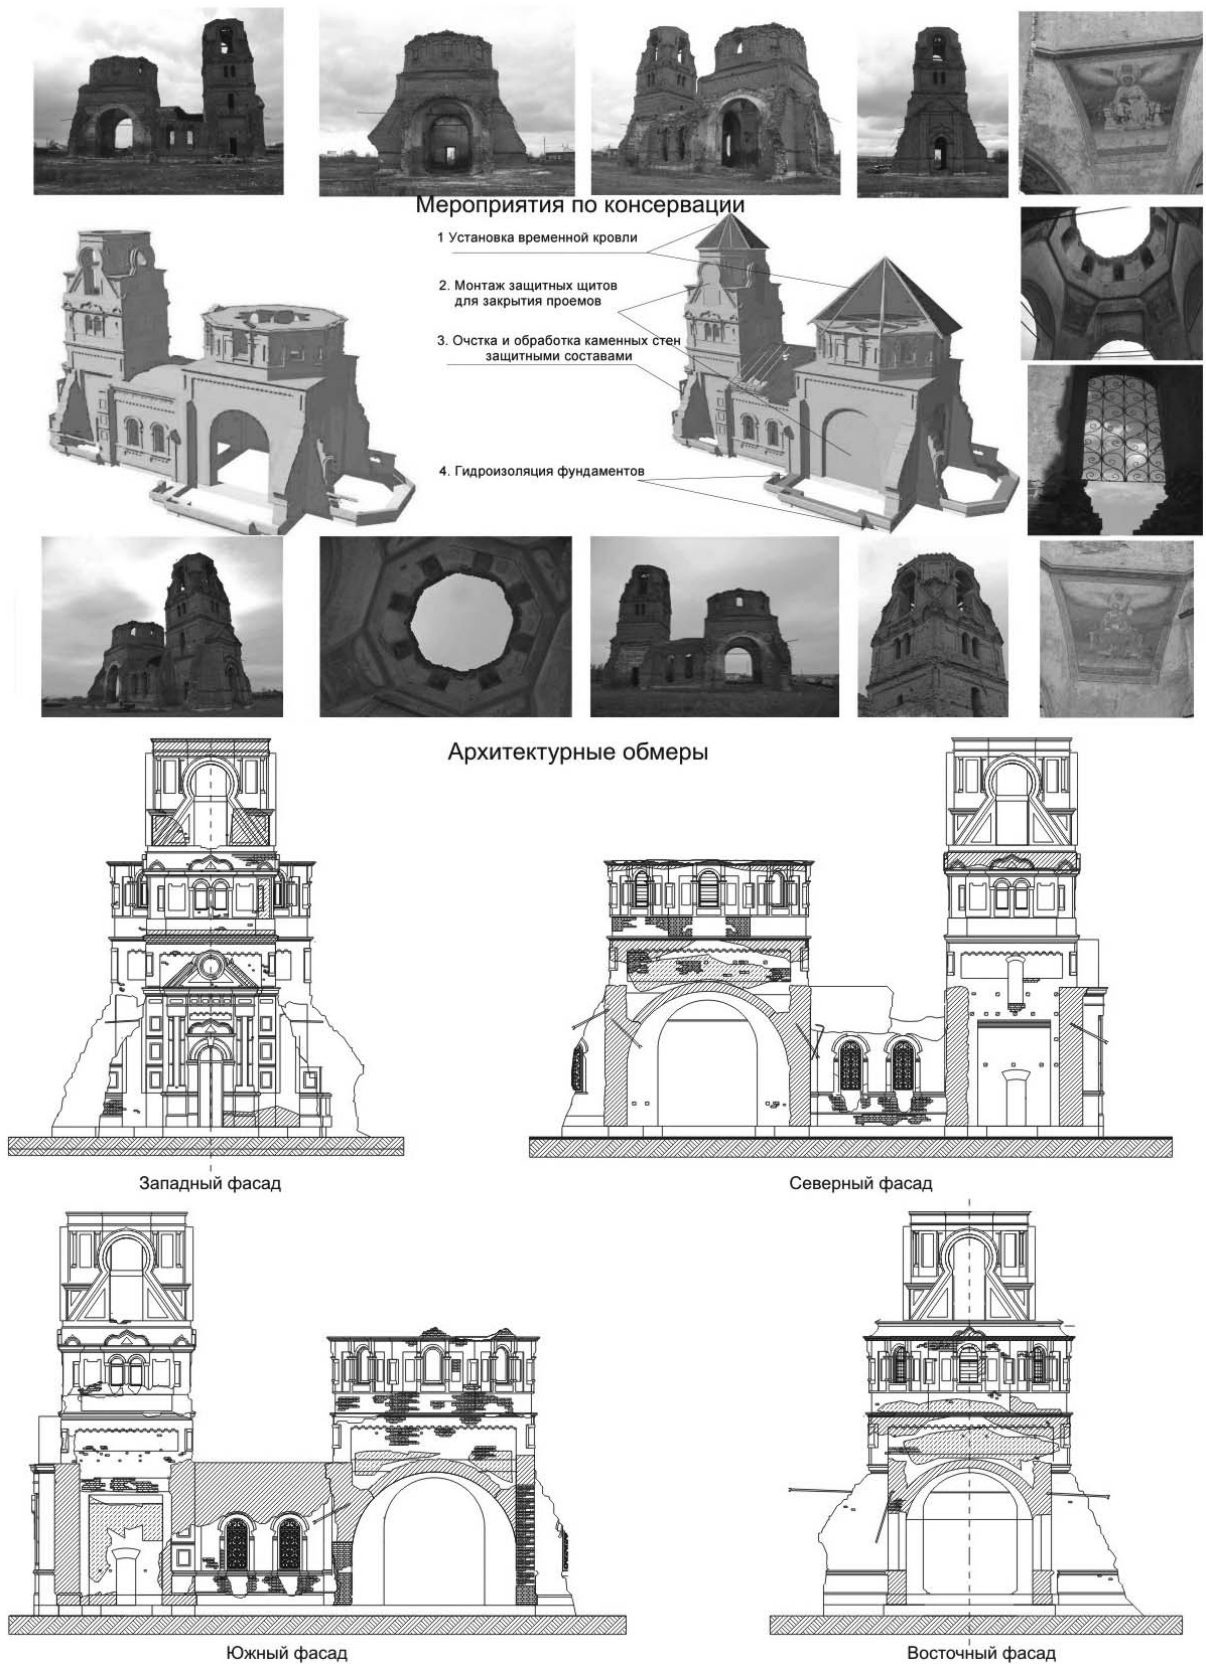 Мероприятия по консервации
1 Установка временной кровли
2. Монтаж защитных щитов
для закрытия проемов
3. Очстка и обработка каменных стен
защитными составами
4. Гидроизоляция фундаментов
Архитектурные обмеры
Западный фасад
Северный фасад
Южный фасад
Восточный фасад